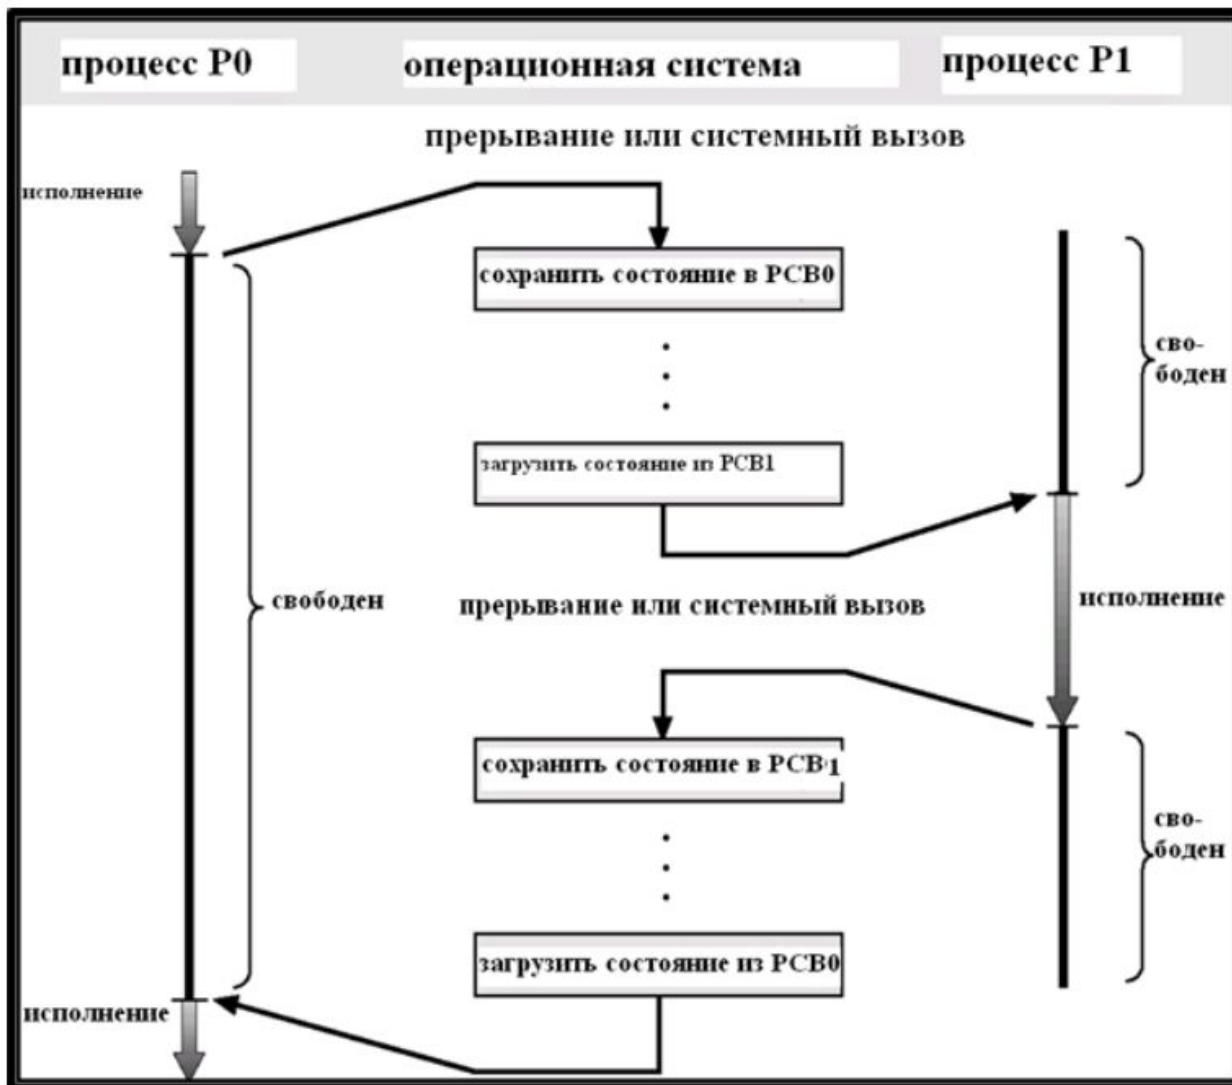 процесс P0
операционная система
процесс P1
прерывание или системный вызов
исполнение
сохранить состояние в PCB0
сво-
боден
загрузить состояние из PCB1
свободен
прерывание или системный вызов
исполнение
сохранить состояние в PCB1
сво-
боден
загрузить состояние из PCB0
исполнение